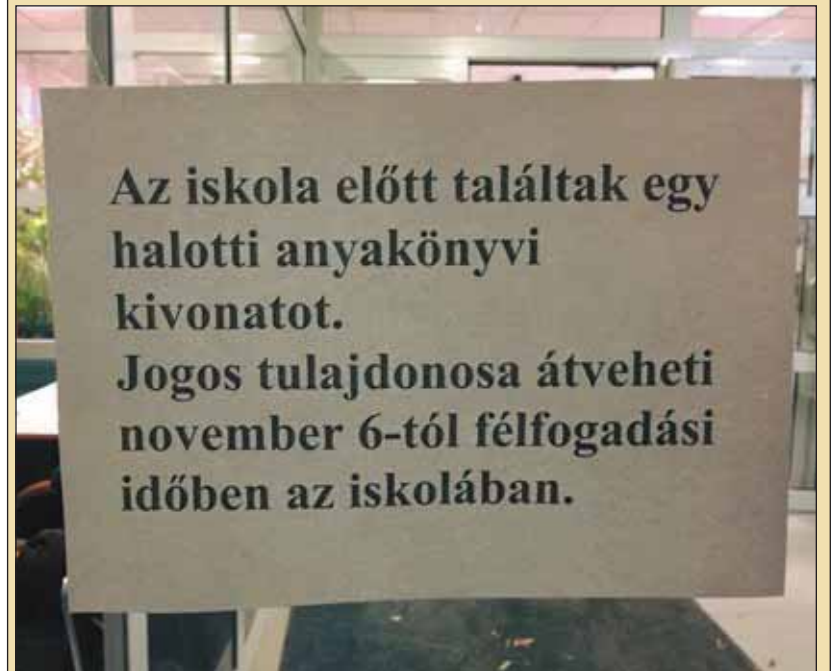 Az iskola előtt találtak egy
halotti anyakönyvi
kivonatot.
Jogos tulajdonosa átveheti
november 6-tól félfogadási
időben az iskolában.